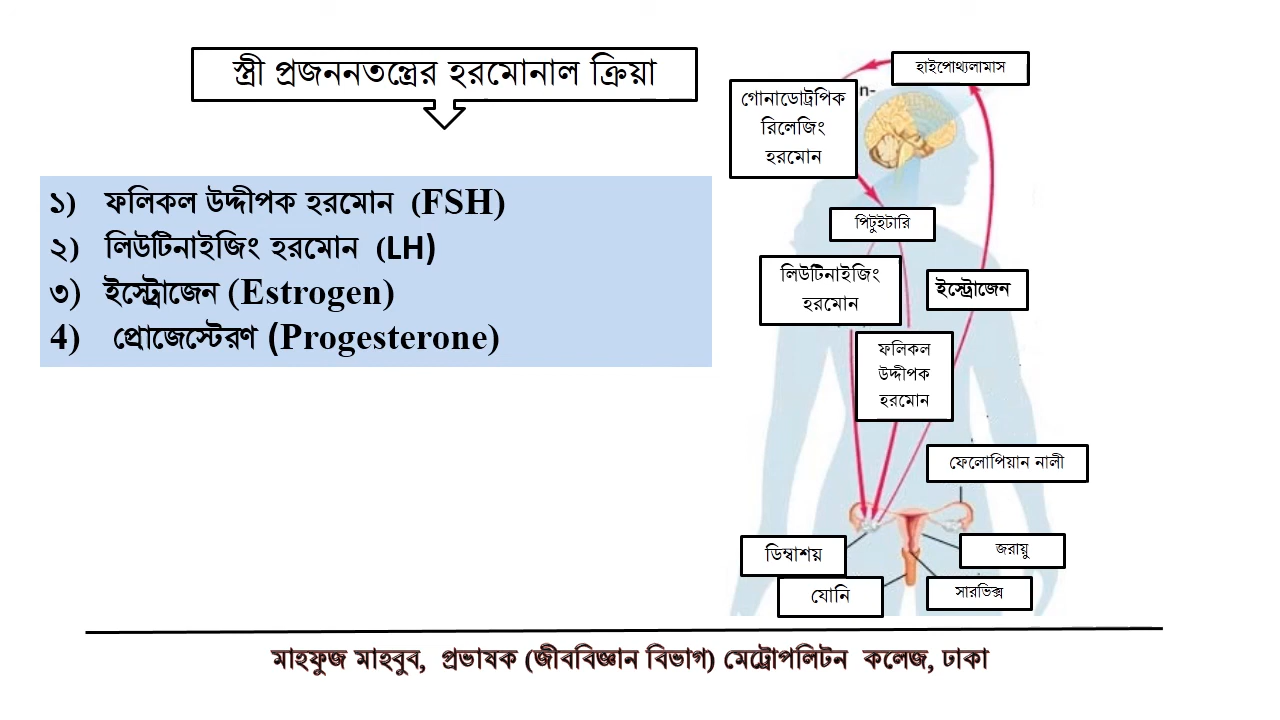 স্ত্রী প্রজননতন্ত্রের হরমোনাল ক্রিয়া
১) ফলিকল উদ্দীপক হরমোন (FSH)
২) লিউটিনাইজিং হরমোন (LH)
৩) ইস্ট্রোজেন (Estrogen)
4) প্রোজেস্টেরণ (Progesterone)
হাইপোথ্যলামাস
n-
গোনাডোট্রপিক
রিলেজিং
হরমোন
পিটুইটারি
লিউটিনাইজিং
হরমোন
ইস্ট্রোজেন
ফলিকল
উদ্দীপক
হরমোন
ফেলোপিয়ান নালী
ডিম্বাশয়
জরায়ু
যোনি
সারভিক্স
মাহফুজ মাহবুব, প্রভাষক (জীববিজ্ঞান বিভাগ) মেট্রোপলিটন কলেজ, ঢাকা